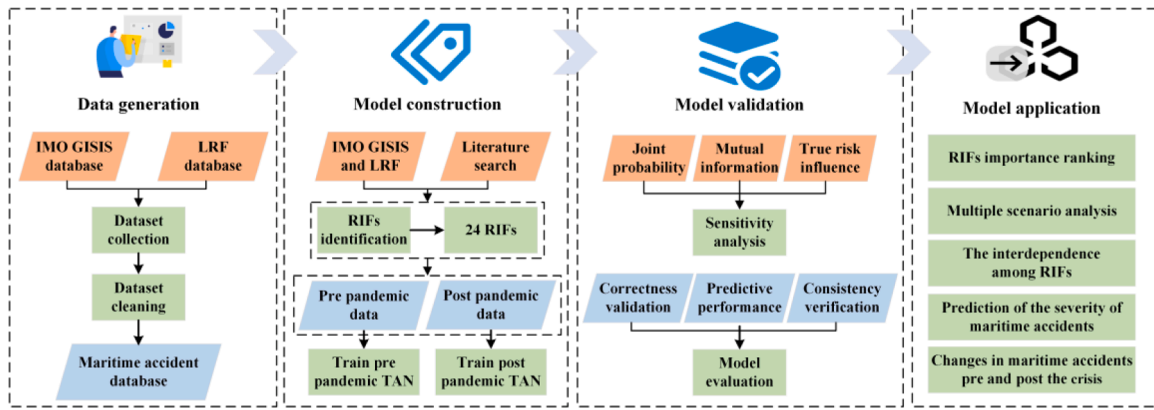 Data generation
IMO GISIS
database
LRF
database
Dataset
collection
Dataset
cleaning
Maritime accident
database
Model construction
IMO GISIS
and LRF
Literature
search
RIFs
identification
24 RIFs
Pre pandemic
data
Post pandemic
data
Train pre
pandemic TAN
Train post
pandemic TAN
Model validation
Joint
probability
Mutual
information
True risk
influence
Sensitivity
analysis
Correctness
validation
Predictive
performance
Consistency
verification
Model
evaluation
Model application
RIFs importance ranking
Multiple scenario analysis
The interdependence
among RIFs
Prediction of the severity of
maritime accidents
Changes in maritime accidents
pre and post the crisis